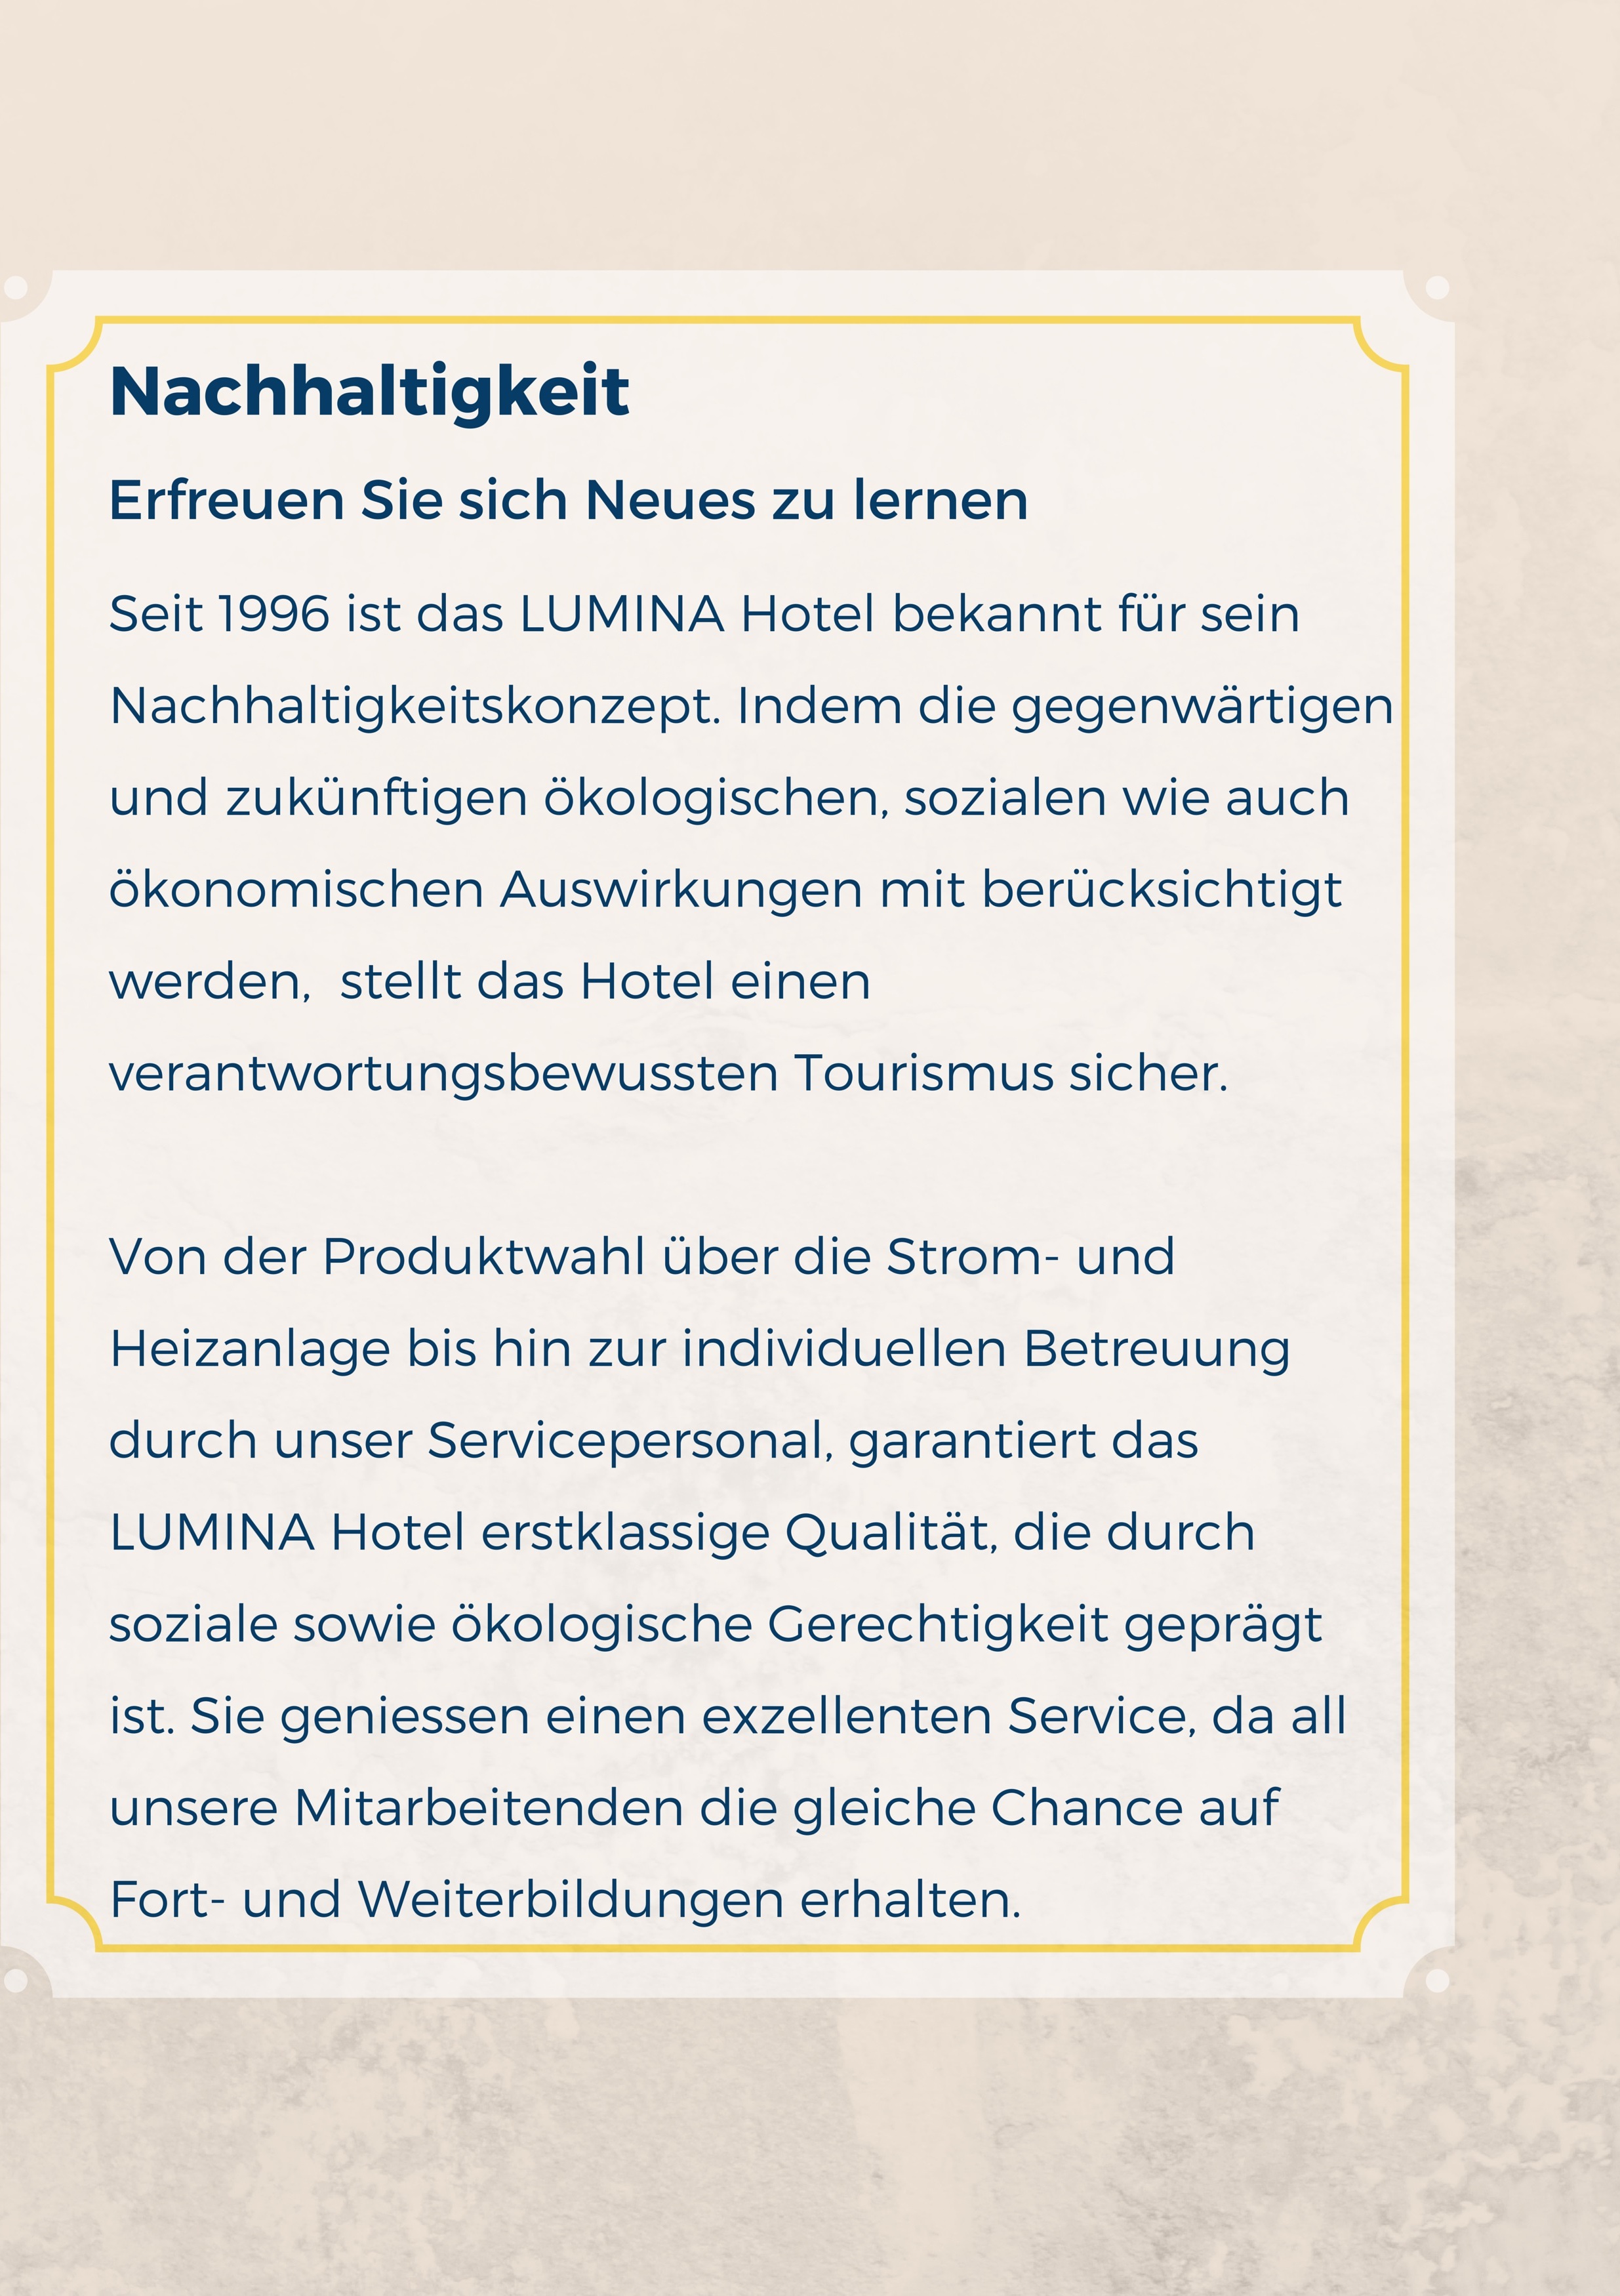 Nachhaltigkeit
Erfreuen Sie sich Neues zu lernen
Seit 1996 ist das LUMINA Hotel bekannt für sein
Nachhaltigkeitskonzept. Indem die gegenwärtigen
und zukünftigen ökologischen, sozialen wie auch
ökonomischen Auswirkungen mit berücksichtigt
werden,  stellt das Hotel einen
verantwortungsbewussten Tourismus sicher.
Von der Produktwahl über die Strom- und
Heizanlage bis hin zur individuellen Betreuung
durch unser Servicepersonal, garantiert das
LUMINA Hotel erstklassige Qualität, die durch
soziale sowie ökologische Gerechtigkeit geprägt
ist. Sie geniessen einen exzellenten Service, da all
unsere Mitarbeitenden die gleiche Chance auf
Fort- und Weiterbildungen erhalten.